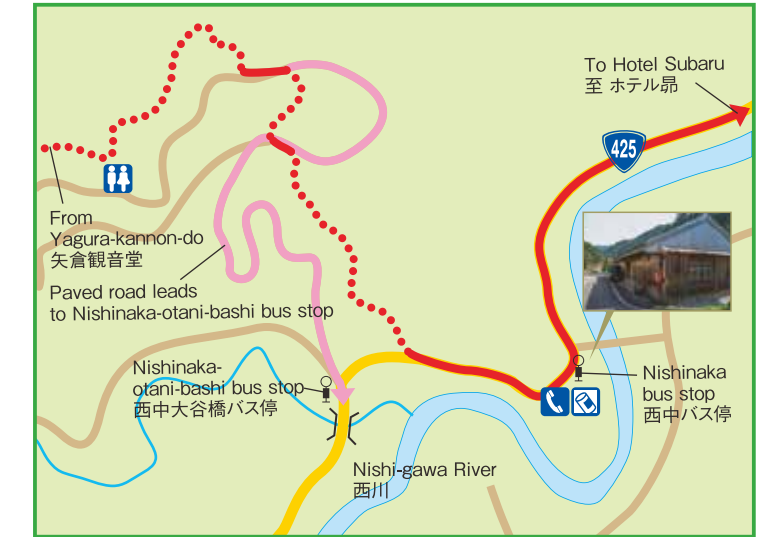 To Hotel Subaru
至 ホテル昴
425
From
Yagura-kannon-do
矢倉観音堂
Paved road leads
to Nishinaka-otani-bashi bus stop
Nishinaka-
otani-bashi bus stop
西中大谷橋バス停
Nishinaka
bus stop
西中バス停
Nishi-gawa River
西川